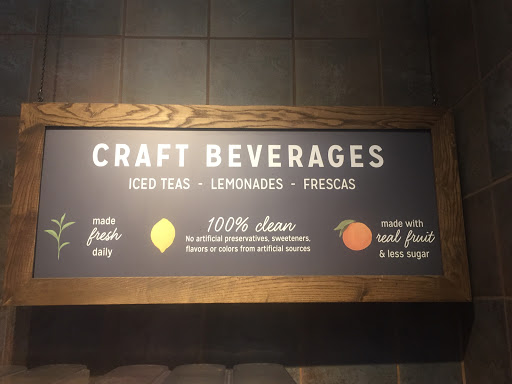 CRAFT BEVERAGES
ICED TEAS - LEMONADES - FRESCAS
made
fresh
daily
100% clean
No artificial preservatives, sweeteners,
flavors or colors from artificial sources
made with
real fruit
& less sugar